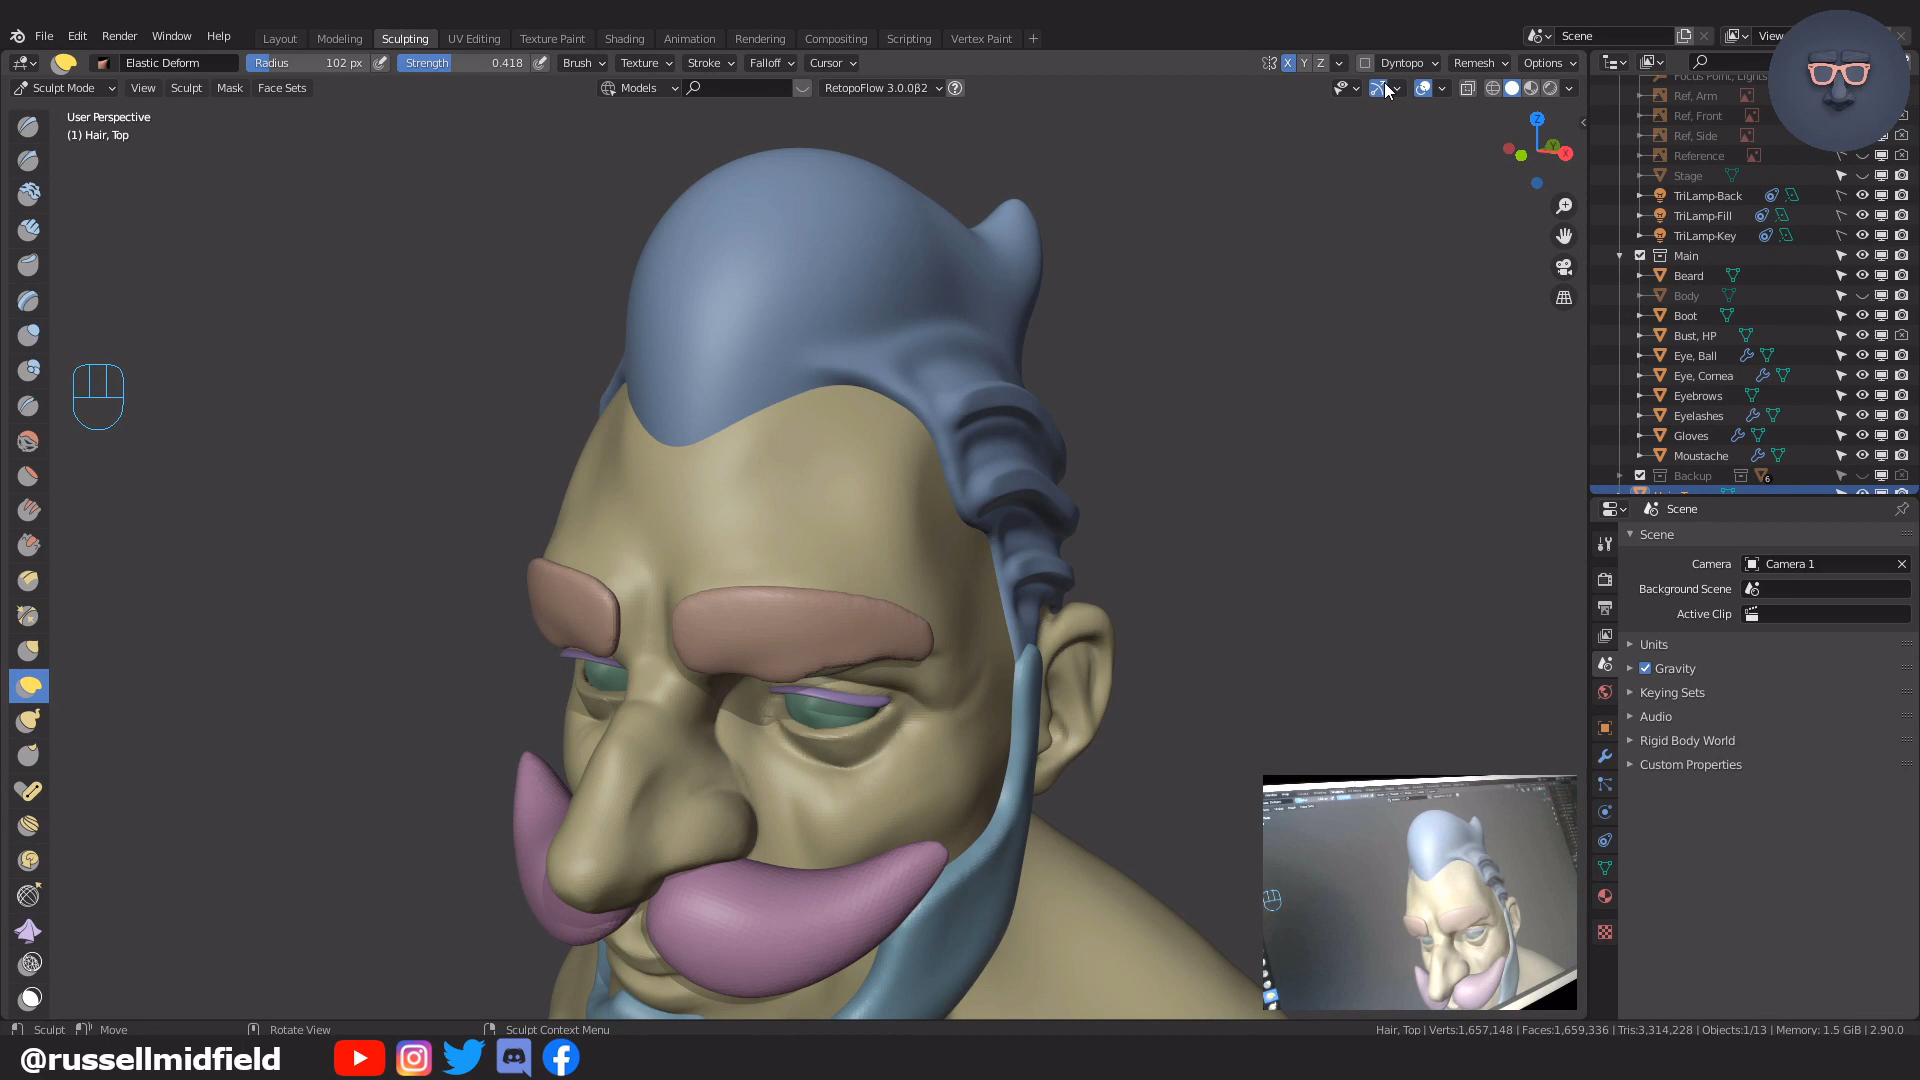 File Edit Render Window Help
Layout Modeling Sculpting UV Editing Texture Paint Shading Animation Rendering Compositing Scripting View Paint +
Scene View
Elastic Deform Radius 102 px Strength 0.418 Brush Texture Stroke Falloff Cursor X Y Z Dyntopo Remesh Options
Sculpt Mode View Sculpt Mask Face Sets Models RetopoFlow 3.0.0β2
User Perspective
(1) Hair, Top
Z
Y
X
Ref, Arm
Ref, Front
Ref, Side
Reference
Stage
TriLamp-Back
TriLamp-Fill
TriLamp-Key
Main
Beard
Body
Boot
Bust, HP
Eye, Ball
Eye, Cornea
Eyebrows
Eyelashes
Gloves
Moustache
Backup 6
Scene
Scene
Camera Camera 1
Background Scene
Active Clip
Units
Gravity
Keying Sets
Audio
Rigid Body World
Custom Properties
Sculpt Move Rotate View Sculpt Context Menu
Hair, Top | Verts:1,657,148 | Faces:1,659,336 | Tris:3,314,228 | Objects:1/13 | Memory: 1.5 GiB | 2.90.0
@russellmidfield